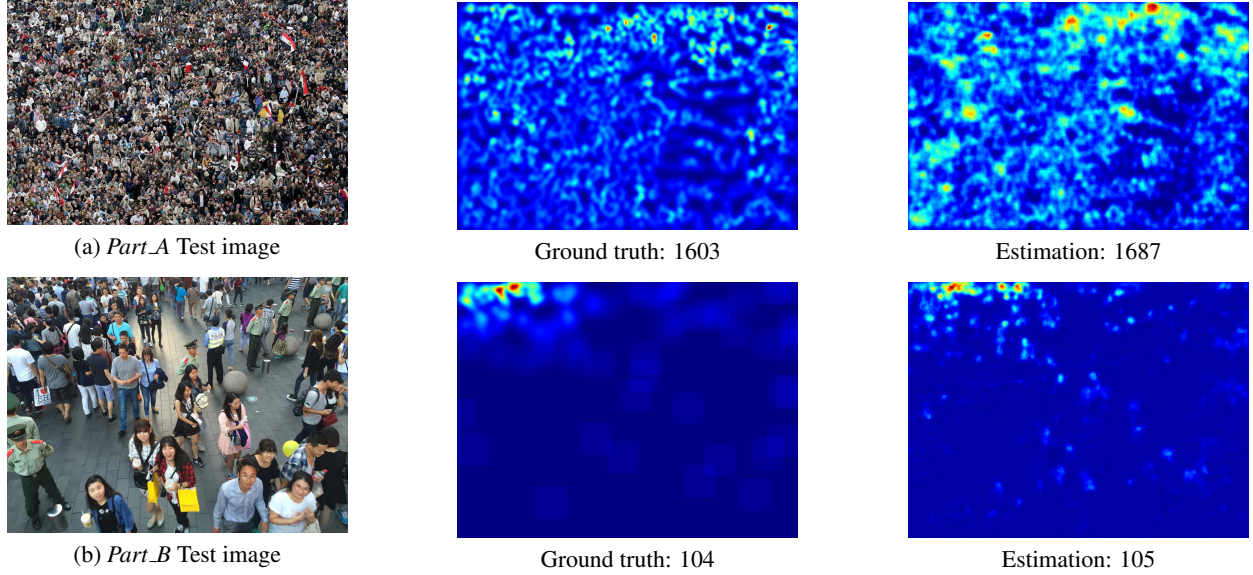 (a) Part_A Test image
Ground truth: 1603
Estimation: 1687
(b) Part_B Test image
Ground truth: 104
Estimation: 105